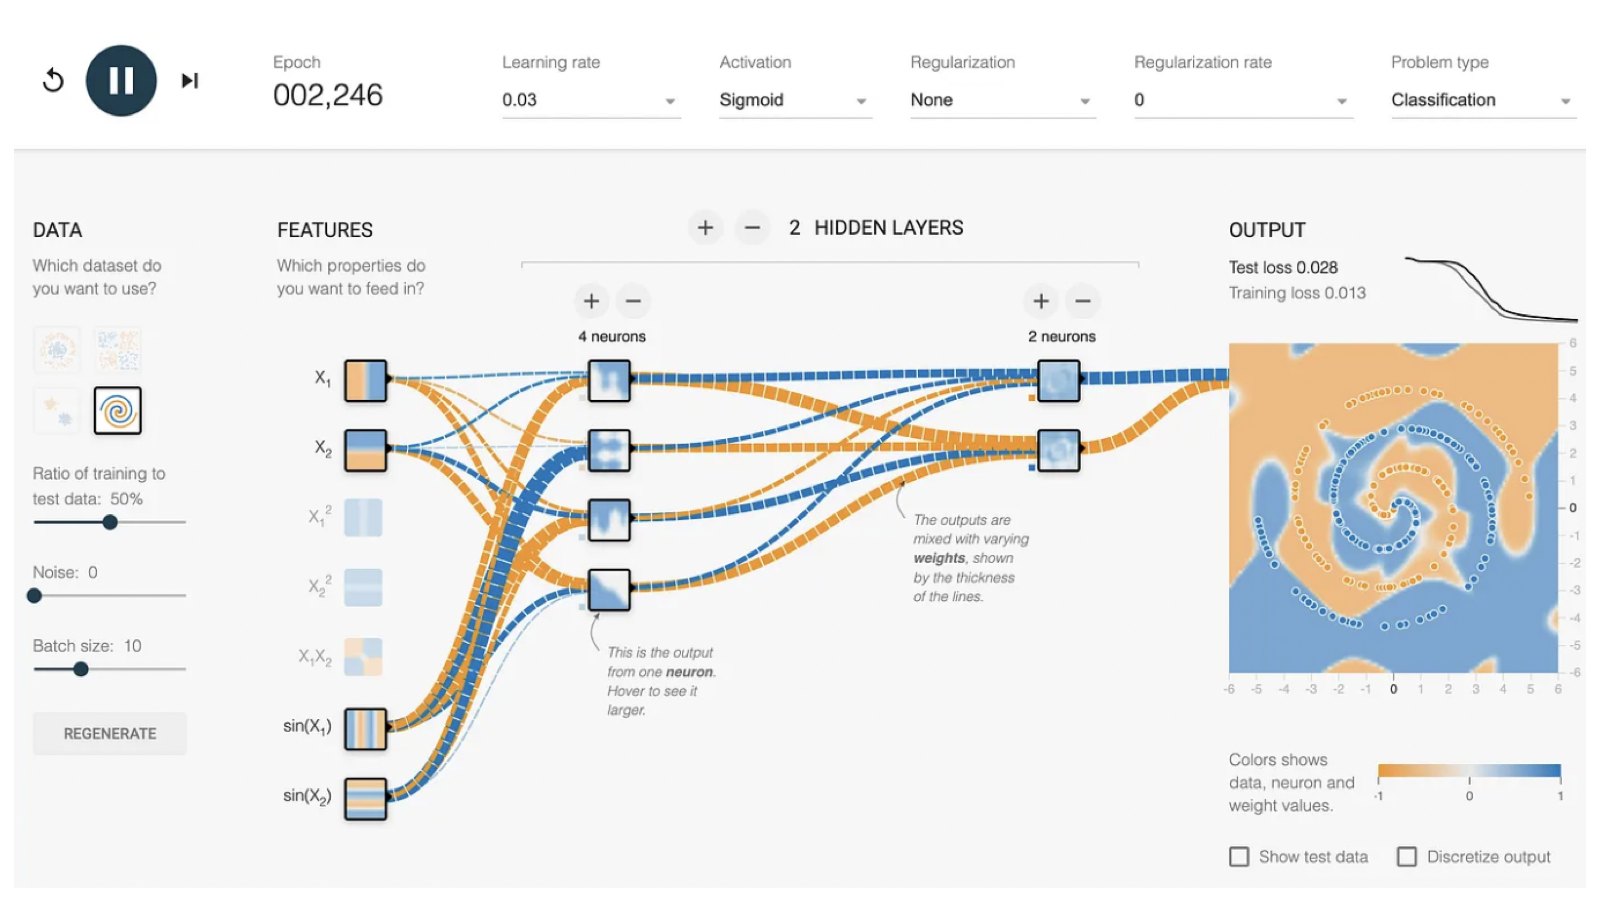 Epoch
002,246
Learning rate
0.03
Activation
Sigmoid
Regularization
None
Regularization rate
0
Problem type
Classification
DATA
Which dataset do
you want to use?
Ratio of training to
test data: 50%
Noise: 0
Batch size: 10
REGENERATE
FEATURES
Which properties do
you want to feed in?
X₁
X₂
X₁²
X₂²
X₁X₂
sin(X₁)
sin(X₂)
+ − 2 HIDDEN LAYERS
+ −
4 neurons
+ −
2 neurons
This is the output
from one neuron.
Hover to see it
larger.
The outputs are
mixed with varying
weights, shown
by the thickness
of the lines.
OUTPUT
Test loss 0.028
Training loss 0.013
6
5
4
3
2
1
0
-1
-2
-3
-4
-5
-6
-6 -5 -4 -3 -2 -1 0 1 2 3 4 5 6
Colors shows
data, neuron and
weight values.
-1 0 1
Show test data
Discretize output